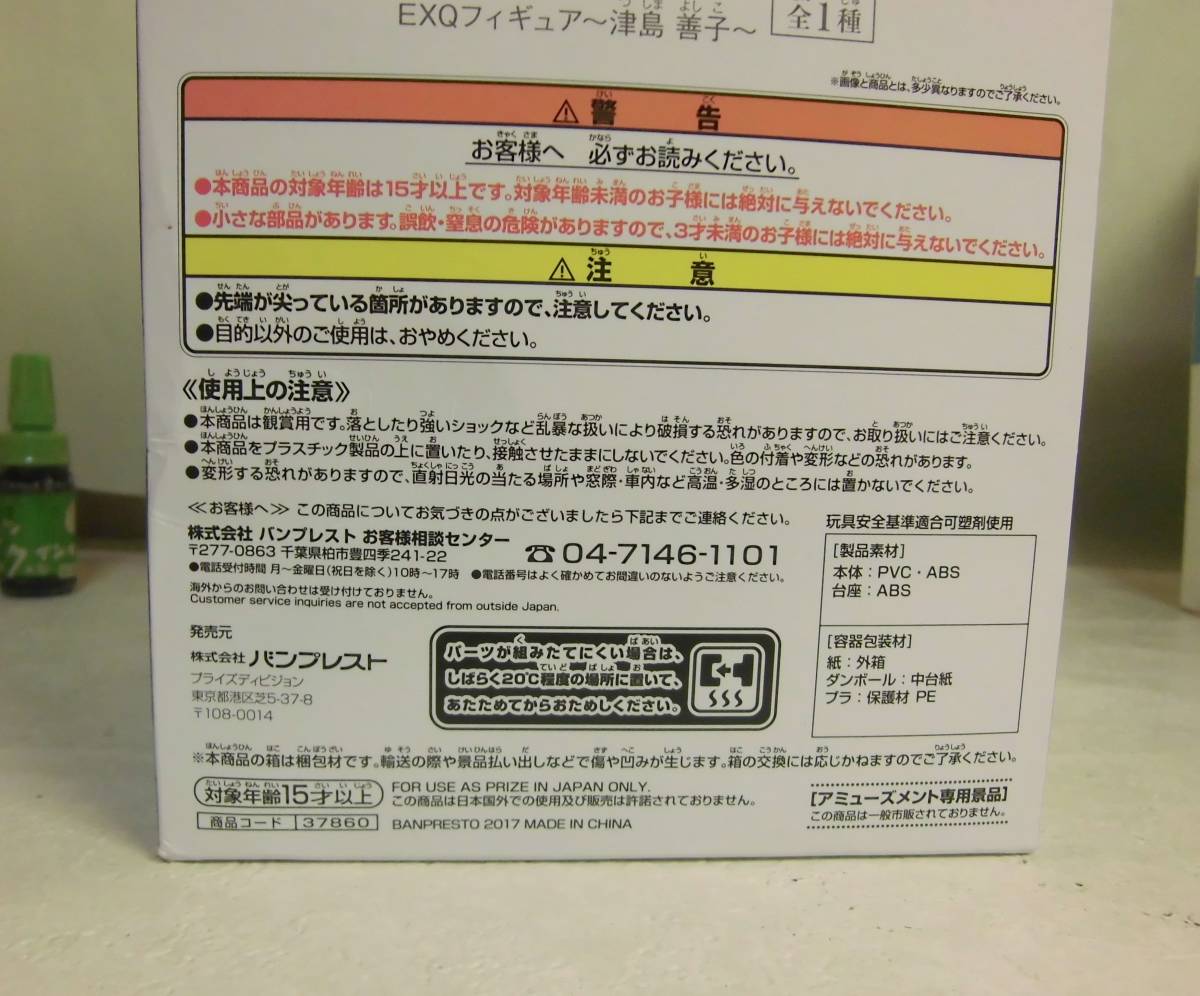 EXQフィギュア～津島 善子～
全1種
※画像と商品とは、多少異なりますのでご了承ください。
⚠警告
お客様へ 必ずお読みください。
●本商品の対象年齢は15才以上です。対象年齢未満のお子様には絶対に与えないでください。
●小さな部品があります。誤飲・窒息の危険がありますので、3才未満のお子様には絶対に与えないでください。
⚠注意
●先端が尖っている箇所がありますので、注意してください。
●目的以外のご使用は、おやめください。
《使用上の注意》
●本商品は観賞用です。落としたり強いショックなど乱暴な扱いにより破損する恐れがありますので、お取り扱いにはご注意ください。
●本商品をプラスチック製品の上に置いたり、接触させたままにしないでください。色の付着や変形などの恐れがあります。
●変形する恐れがありますので、直射日光の当たる場所や窓際・車内など高温・多湿のところには置かないでください。
≪お客様へ≫ この商品についてお気づきの点がございましたら下記までご連絡ください。
株式会社 バンプレスト お客様相談センター
〒277-0863 千葉県柏市豊四季241-22
☎04-7146-1101
●電話受付時間 月～金曜日(祝日を除く)10時～17時 ●電話番号はよく確かめてお間違いのないようご注意ください。
海外からのお問い合わせは受け付けておりません。
Customer service inquiries are not accepted from outside Japan.
玩具安全基準適合可塑剤使用
[製品素材]
本体：PVC・ABS
台座：ABS
[容器包装材]
紙：外箱
ダンボール：中台紙
プラ：保護材 PE
発売元
株式会社 バンプレスト
プライズディビジョン
東京都港区芝5-37-8
〒108-0014
パーツが組みたてにくい場合は、
しばらく20℃程度の場所に置いて、
あたためてからおためしください。
※本商品の箱は梱包材です。輸送の際や景品払い出しなどで傷や凹みが生じます。箱の交換には応じかねますのでご了承ください。
対象年齢15才以上
FOR USE AS PRIZE IN JAPAN ONLY.
この商品は日本国外での使用及び販売は許諾されておりません。
商品コード 37860
BANPRESTO 2017 MADE IN CHINA
[アミューズメント専用景品]
この商品は一般市販されておりません。